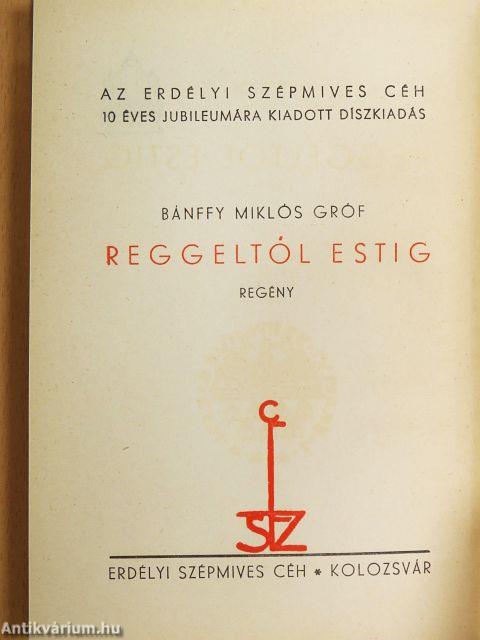 AZ ERDÉLYI SZÉPMIVES CÉH
10 ÉVES JUBILEUMÁRA KIADOTT DÍSZKIADÁS
BÁNFFY MIKLÓS GRÓF
REGGELTŐL ESTIG
REGÉNY
C
SZ
ERDÉLYI SZÉPMIVES CÉH * KOLOZSVÁR
Antikvárium.hu